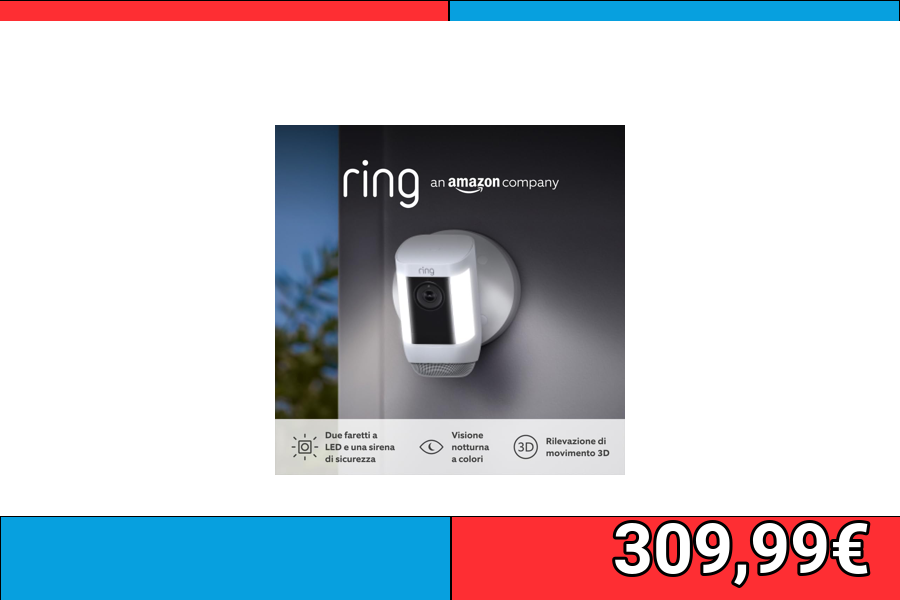 ring an amazon company
ring
Due faretti a
LED e una sirena
di sicurezza
Visione
notturna
a colori
3D
Rilevazione di
movimento 3D
309,99€